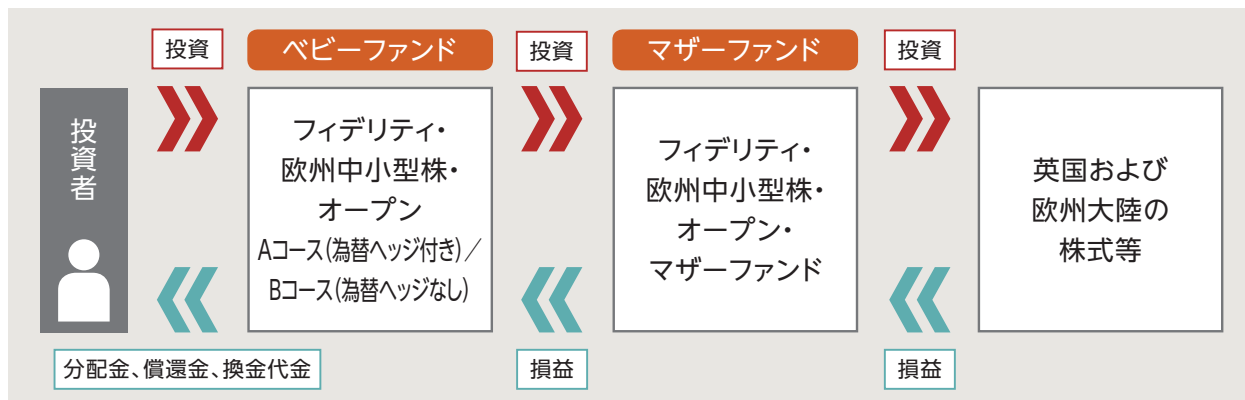 投資
ベビーファンド
投資
マザーファンド
投資
投資者
フィデリティ・
欧州中小型株・
オープン
Aコース(為替ヘッジ付き)／
Bコース(為替ヘッジなし)
フィデリティ・
欧州中小型株・
オープン・
マザーファンド
英国および
欧州大陸の
株式等
分配金、償還金、換金代金
損益
損益